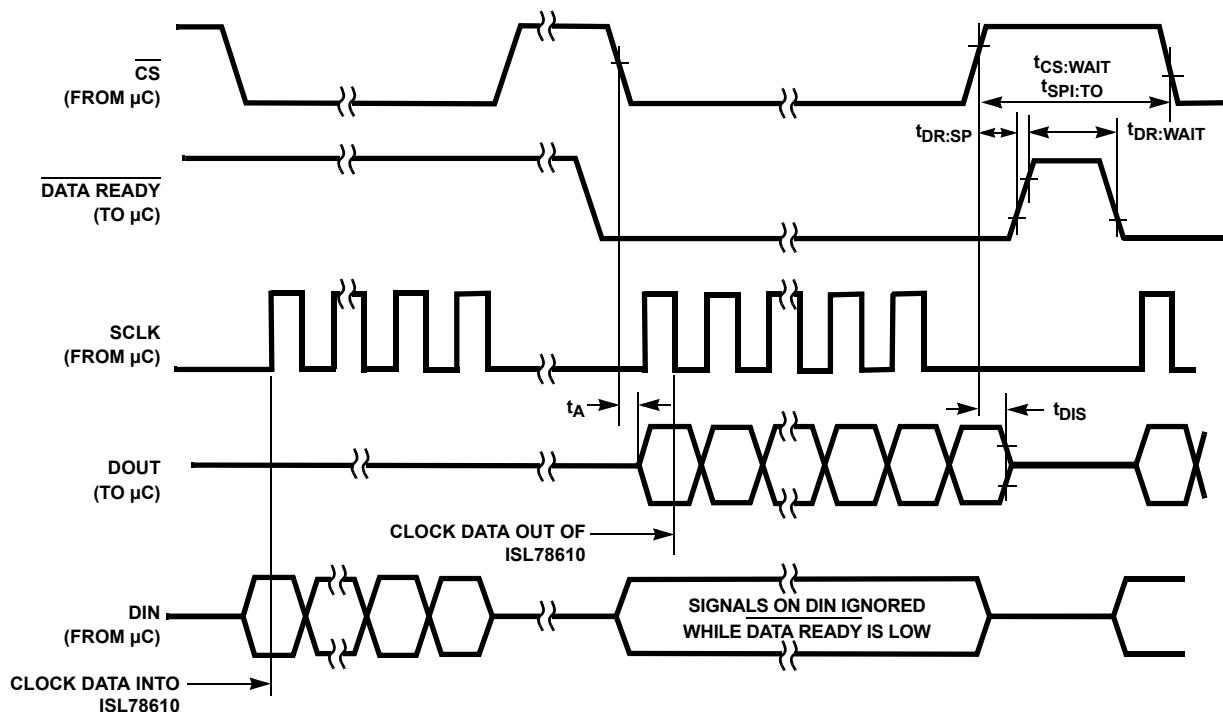 CS
(FROM µC)
tCS:WAIT
tSPI:TO
tDR:SP
tDR:WAIT
DATA READY
(TO µC)
SCLK
(FROM µC)
tA
tDIS
DOUT
(TO µC)
CLOCK DATA OUT OF
ISL78610
DIN
(FROM µC)
SIGNALS ON DIN IGNORED
WHILE DATA READY IS LOW
CLOCK DATA INTO
ISL78610